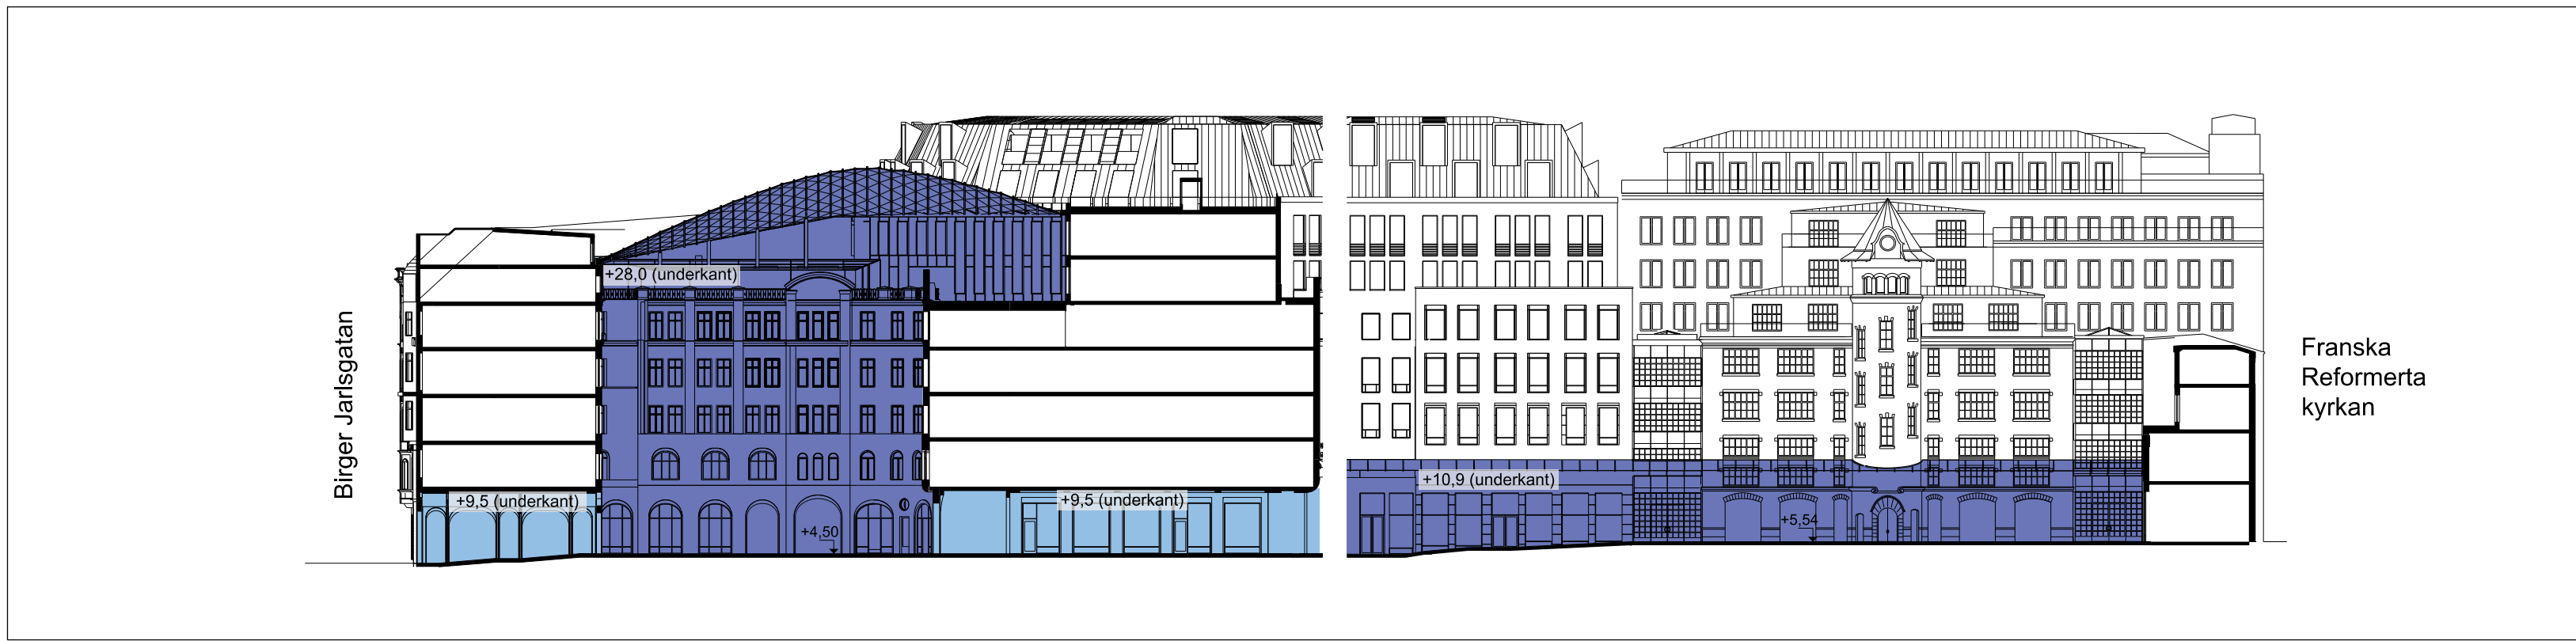 Birger Jarlsgatan
+28,0 (underkant)
+9,5 (underkant)
+4,50
+9,5 (underkant)
+10,9 (underkant)
+5,54
Franska
Reformerta
kyrkan